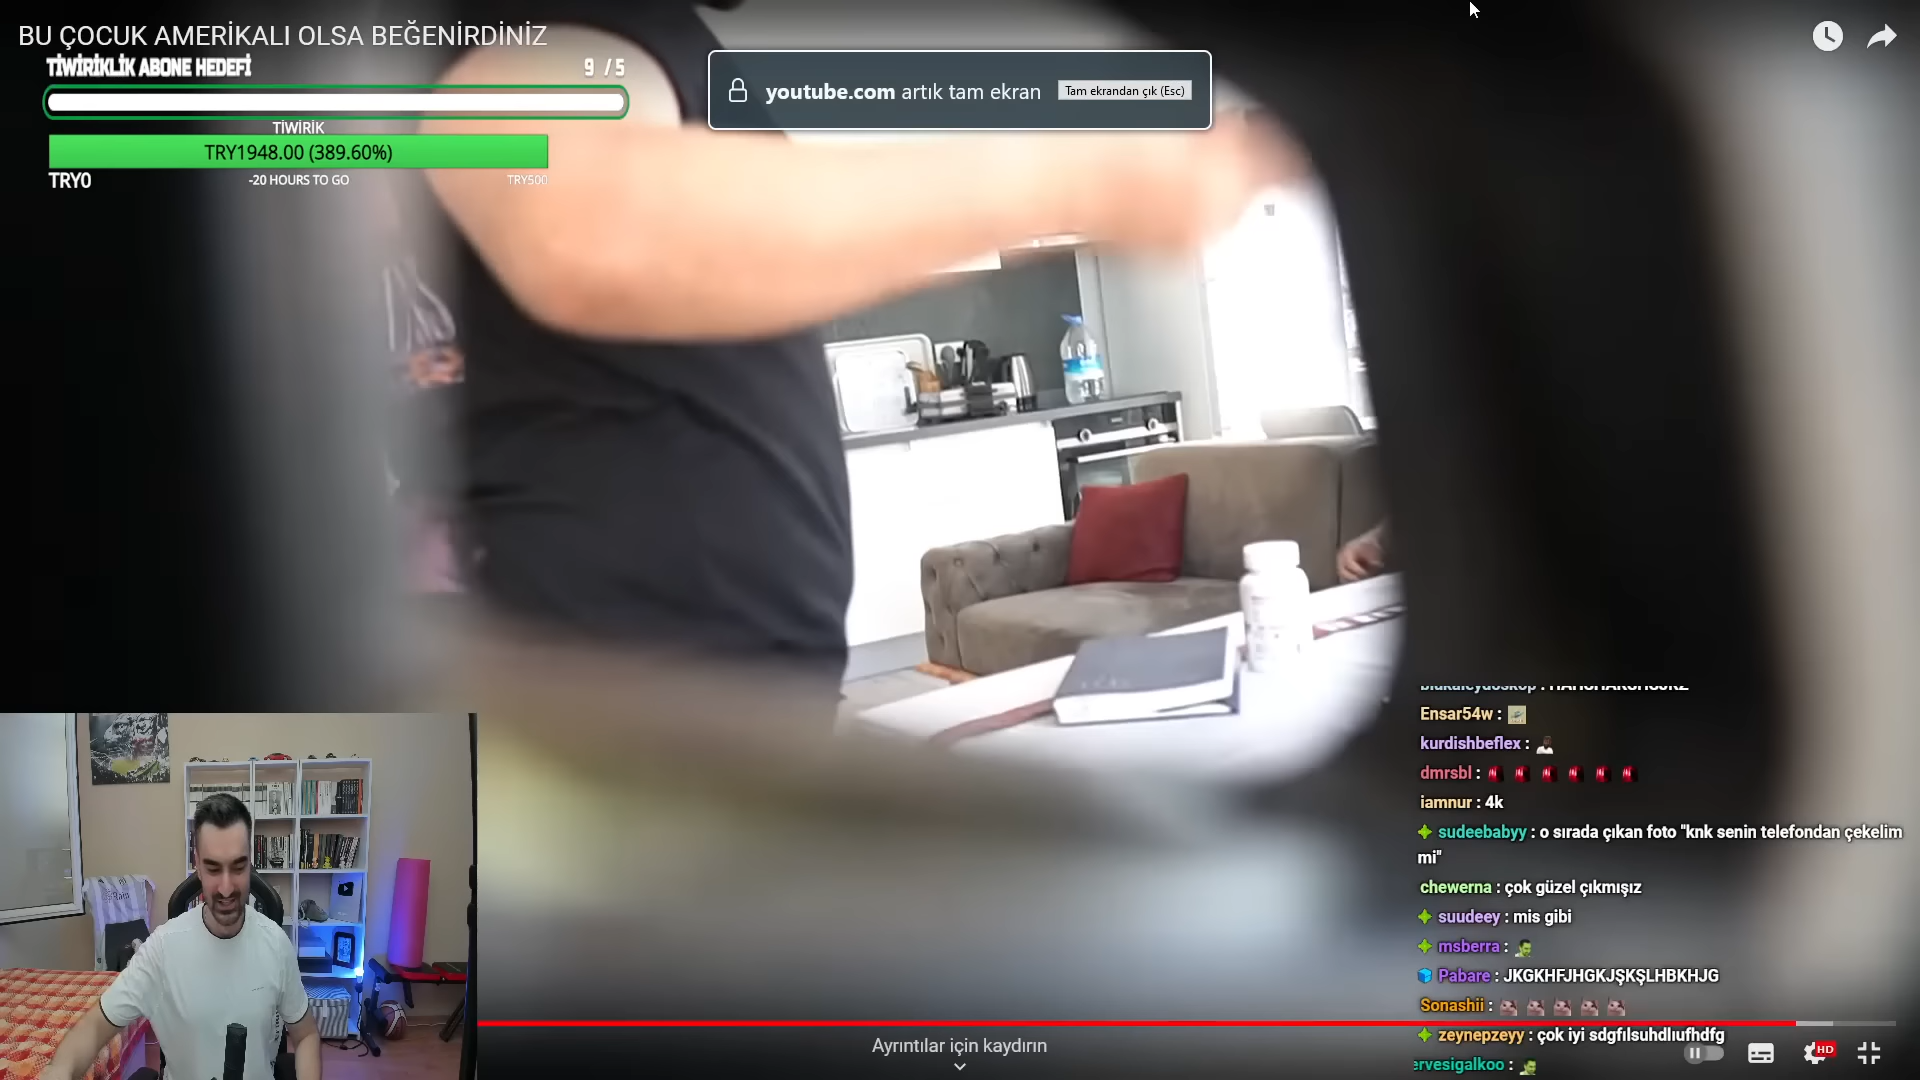 BU ÇOCUK AMERİKALI OLSA BEĞENİRDİNİZ
TİWİRİKLİK ABONE HEDEFİ 9 / 5
TİWİRİK
TRY1948.00 (389.60%)
TRY0 -20 HOURS TO GO TRY500
youtube.com artık tam ekran Tam ekrandan çık (Esc)
Ensar54w :
kurdishbeflex :
dmrsbl :
iamnur : 4k
sudeebabyy : o sırada çıkan foto "knk senin telefondan çekelim
mi"
chewerna : çok güzel çıkmışız
suudeey : mis gibi
msberra :
Pabare : JKGKHFJHGKJŞKŞLHBKHJG
Sonashii :
zeynepzeyy : çok iyi sdgfılsuhdlıufhdfg
ervesigalkoo :
Ayrıntılar için kaydırın
HD